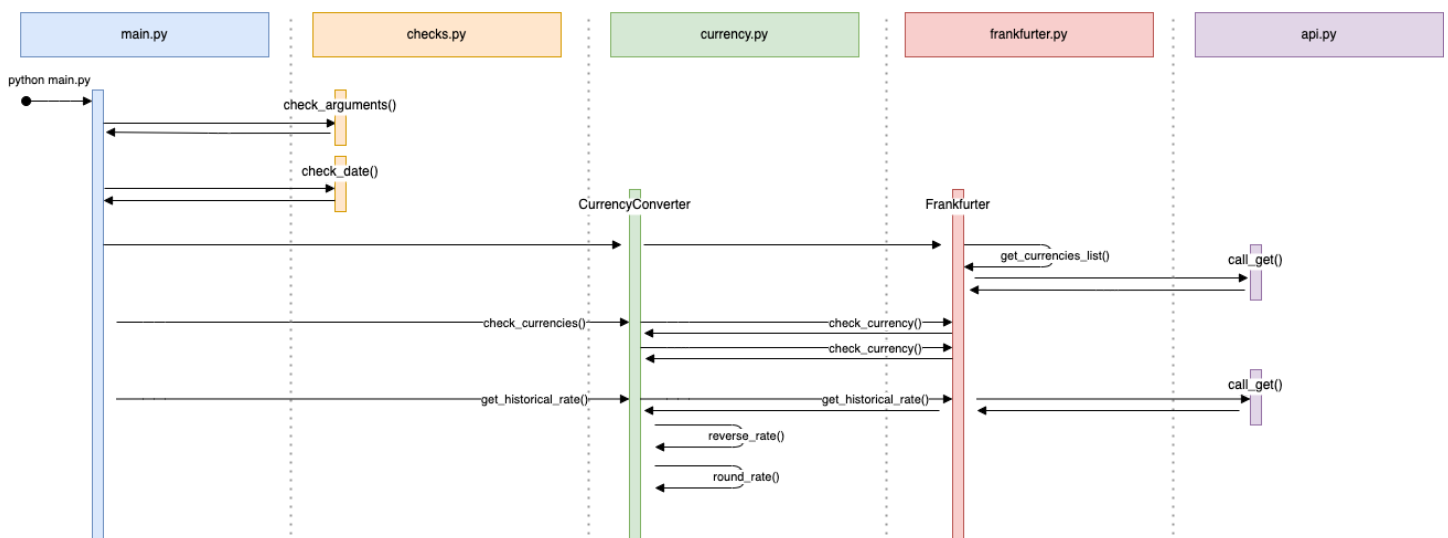 main.py
checks.py
currency.py
frankfurter.py
api.py
python main.py
check_arguments()
check_date()
CurrencyConverter
Frankfurter
get_currencies_list()
call_get()
check_currencies()
check_currency()
check_currency()
call_get()
get_historical_rate()
get_historical_rate()
reverse_rate()
round_rate()